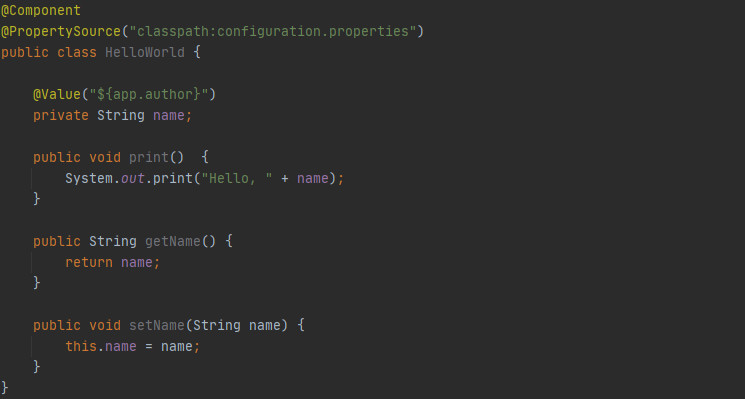 @Component
@PropertySource("classpath:configuration.properties")
public class HelloWorld {
@Value("${app.author}")
private String name;
public void print()  {
System.out.print("Hello, " + name);
}
public String getName() {
return name;
}
public void setName(String name) {
this.name = name;
}
}